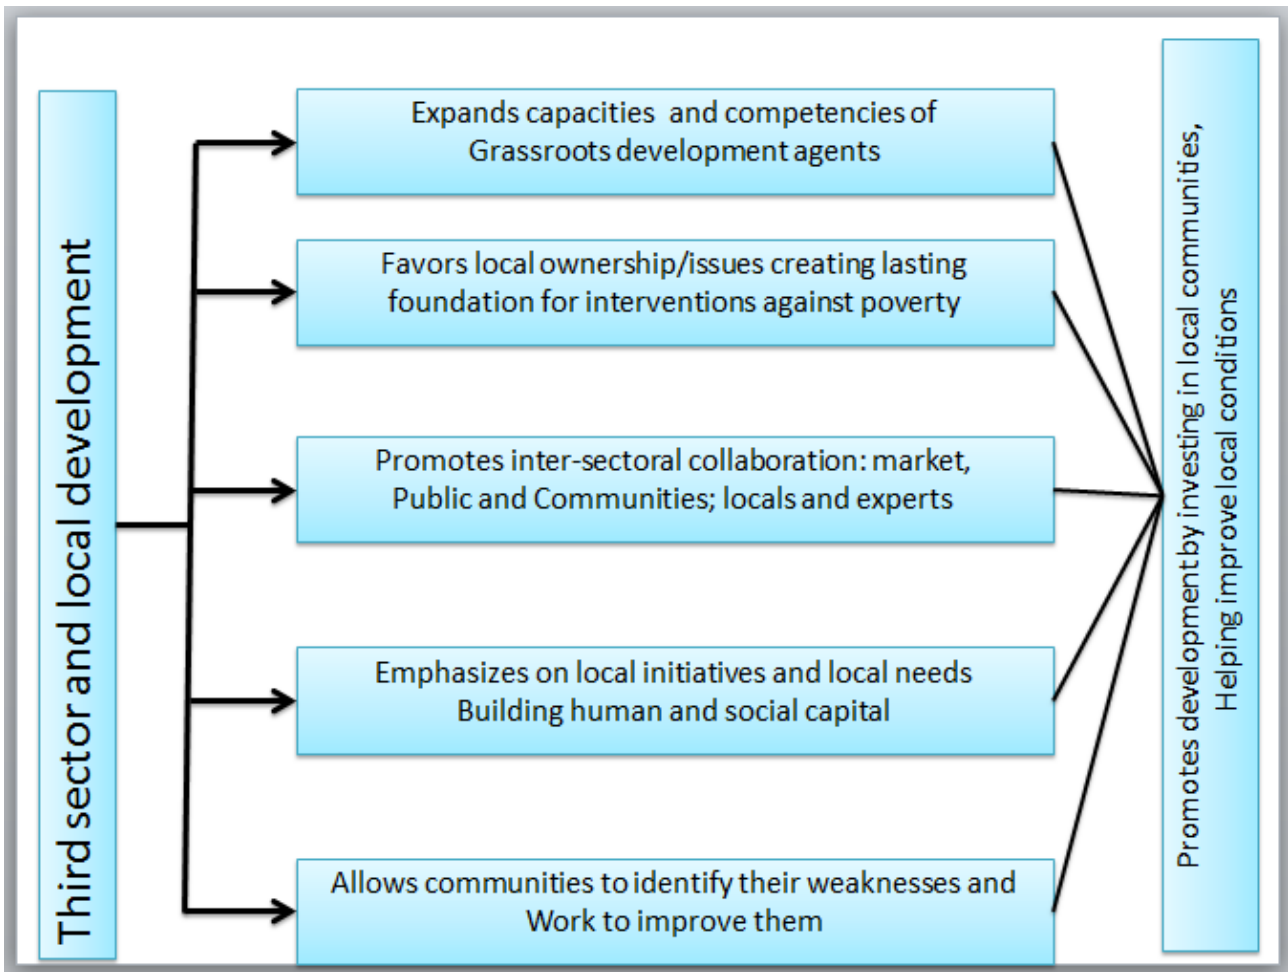 Third sector and local development
Expands capacities and competencies of
Grassroots development agents
Favors local ownership/issues creating lasting
foundation for interventions against poverty
Promotes inter-sectoral collaboration: market,
Public and Communities; locals and experts
Emphasizes on local initiatives and local needs
Building human and social capital
Allows communities to identify their weaknesses and
Work to improve them
Promotes development by investing in local communities,
Helping improve local conditions